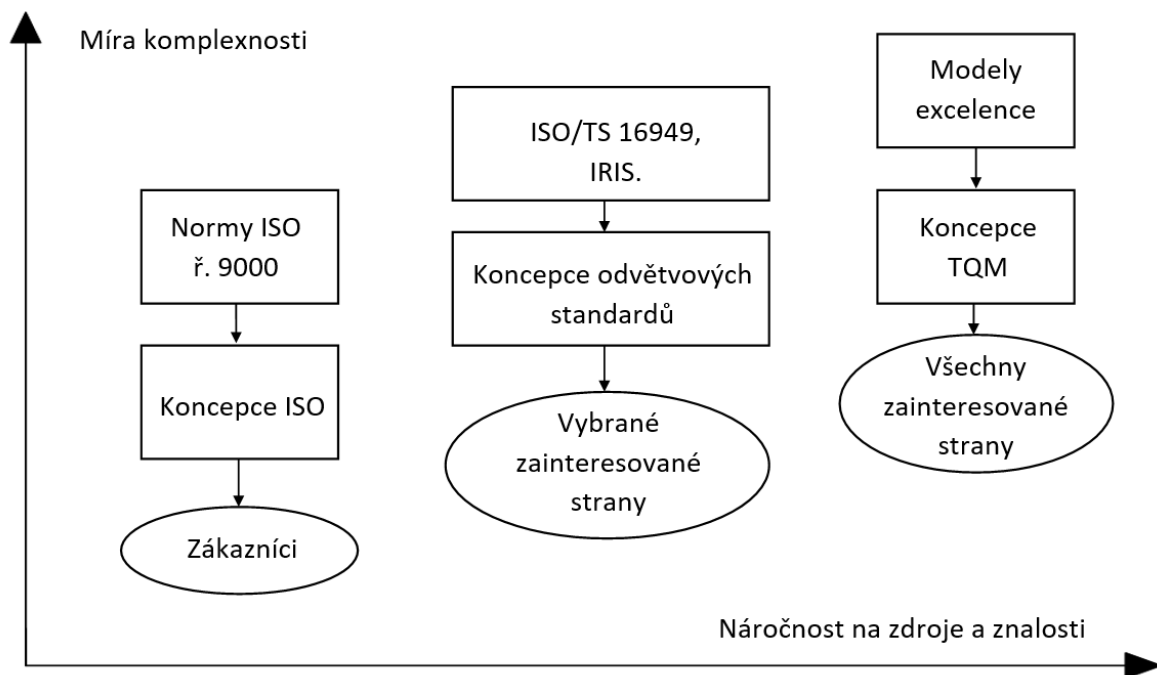 Míra komplexnosti
Normy ISO
ř. 9000
Koncepce ISO
Zákazníci
ISO/TS 16949,
IRIS.
Koncepce odvětvových
standardů
Vybrané
zainteresované
strany
Modely
excelence
Koncepce
TQM
Všechny
zainteresované
strany
Náročnost na zdroje a znalosti